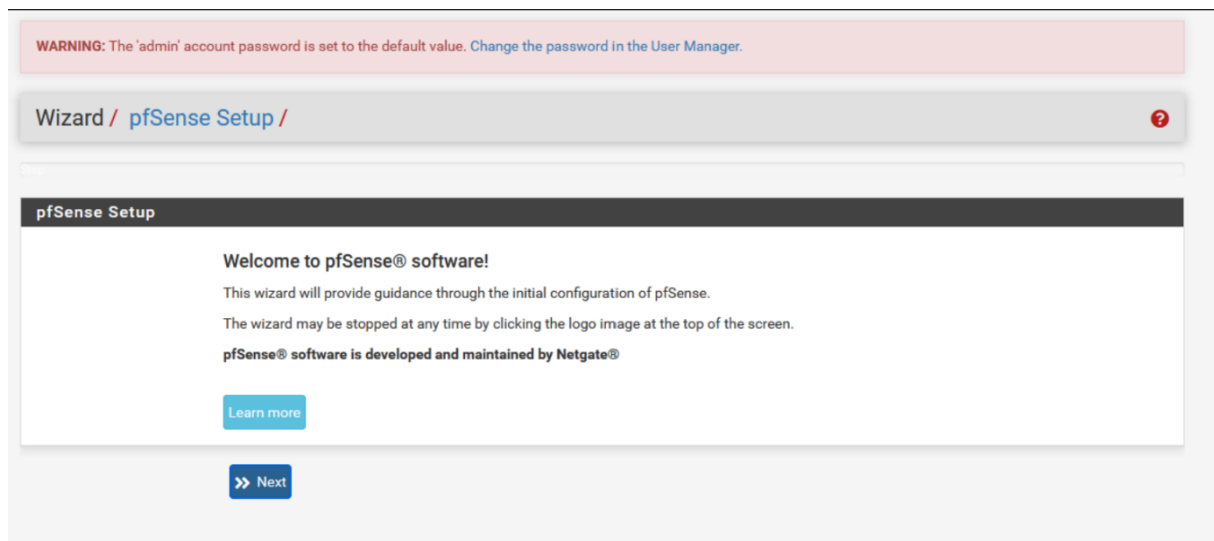 WARNING: The 'admin' account password is set to the default value. Change the password in the User Manager.
Wizard / pfSense Setup /
pfSense Setup
Welcome to pfSense® software!
This wizard will provide guidance through the initial configuration of pfSense.
The wizard may be stopped at any time by clicking the logo image at the top of the screen.
pfSense® software is developed and maintained by Netgate®
Learn more
Next